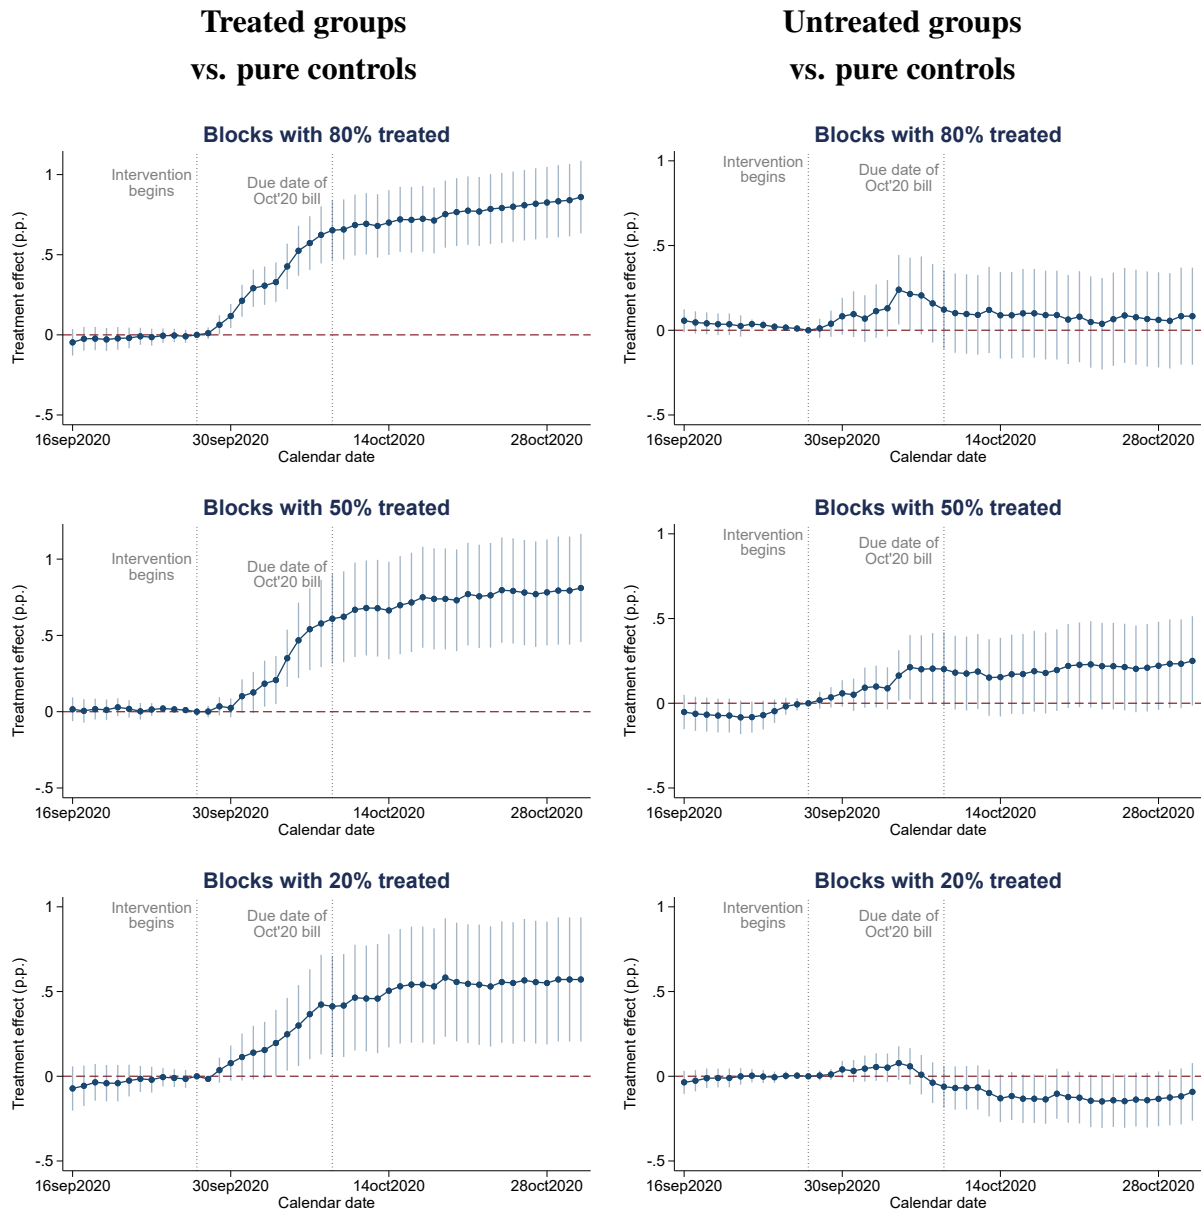 Treated groups
vs. pure controls
Untreated groups
vs. pure controls
Blocks with 80% treated
Intervention
begins
Due date of
Oct'20 bill
Treatment effect (p.p.)
1
.5
0
-.5
16sep2020
30sep2020
14oct2020
28oct2020
Calendar date
Blocks with 80% treated
Intervention
begins
Due date of
Oct'20 bill
Treatment effect (p.p.)
1
.5
0
-.5
16sep2020
30sep2020
14oct2020
28oct2020
Calendar date
Blocks with 50% treated
Intervention
begins
Due date of
Oct'20 bill
Treatment effect (p.p.)
1
.5
0
-.5
16sep2020
30sep2020
14oct2020
28oct2020
Calendar date
Blocks with 50% treated
Intervention
begins
Due date of
Oct'20 bill
Treatment effect (p.p.)
1
.5
0
-.5
16sep2020
30sep2020
14oct2020
28oct2020
Calendar date
Blocks with 20% treated
Intervention
begins
Due date of
Oct'20 bill
Treatment effect (p.p.)
1
.5
0
-.5
16sep2020
30sep2020
14oct2020
28oct2020
Calendar date
Blocks with 20% treated
Intervention
begins
Due date of
Oct'20 bill
Treatment effect (p.p.)
1
.5
0
-.5
16sep2020
30sep2020
14oct2020
28oct2020
Calendar date